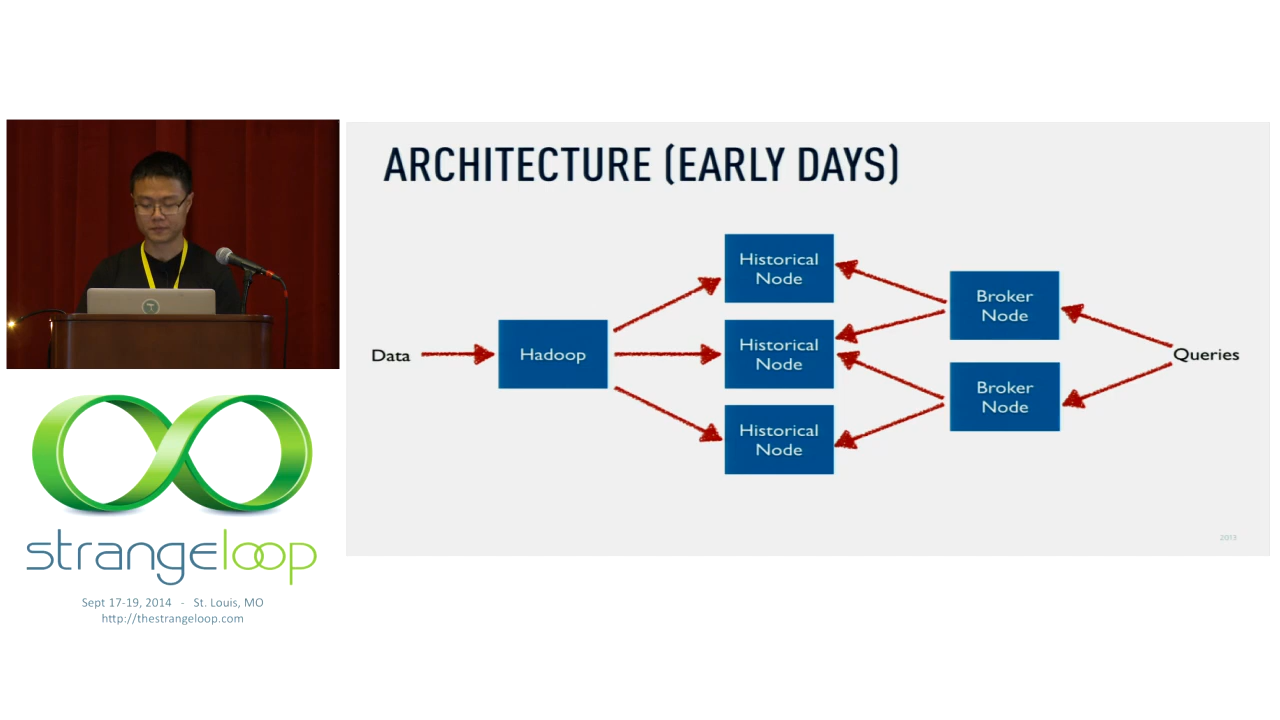 ARCHITECTURE (EARLY DAYS)
Data
Hadoop
Historical
Node
Historical
Node
Historical
Node
Broker
Node
Broker
Node
Queries
2013
strangeloop
Sept 17-19, 2014 - St. Louis, MO
http://thestrangeloop.com